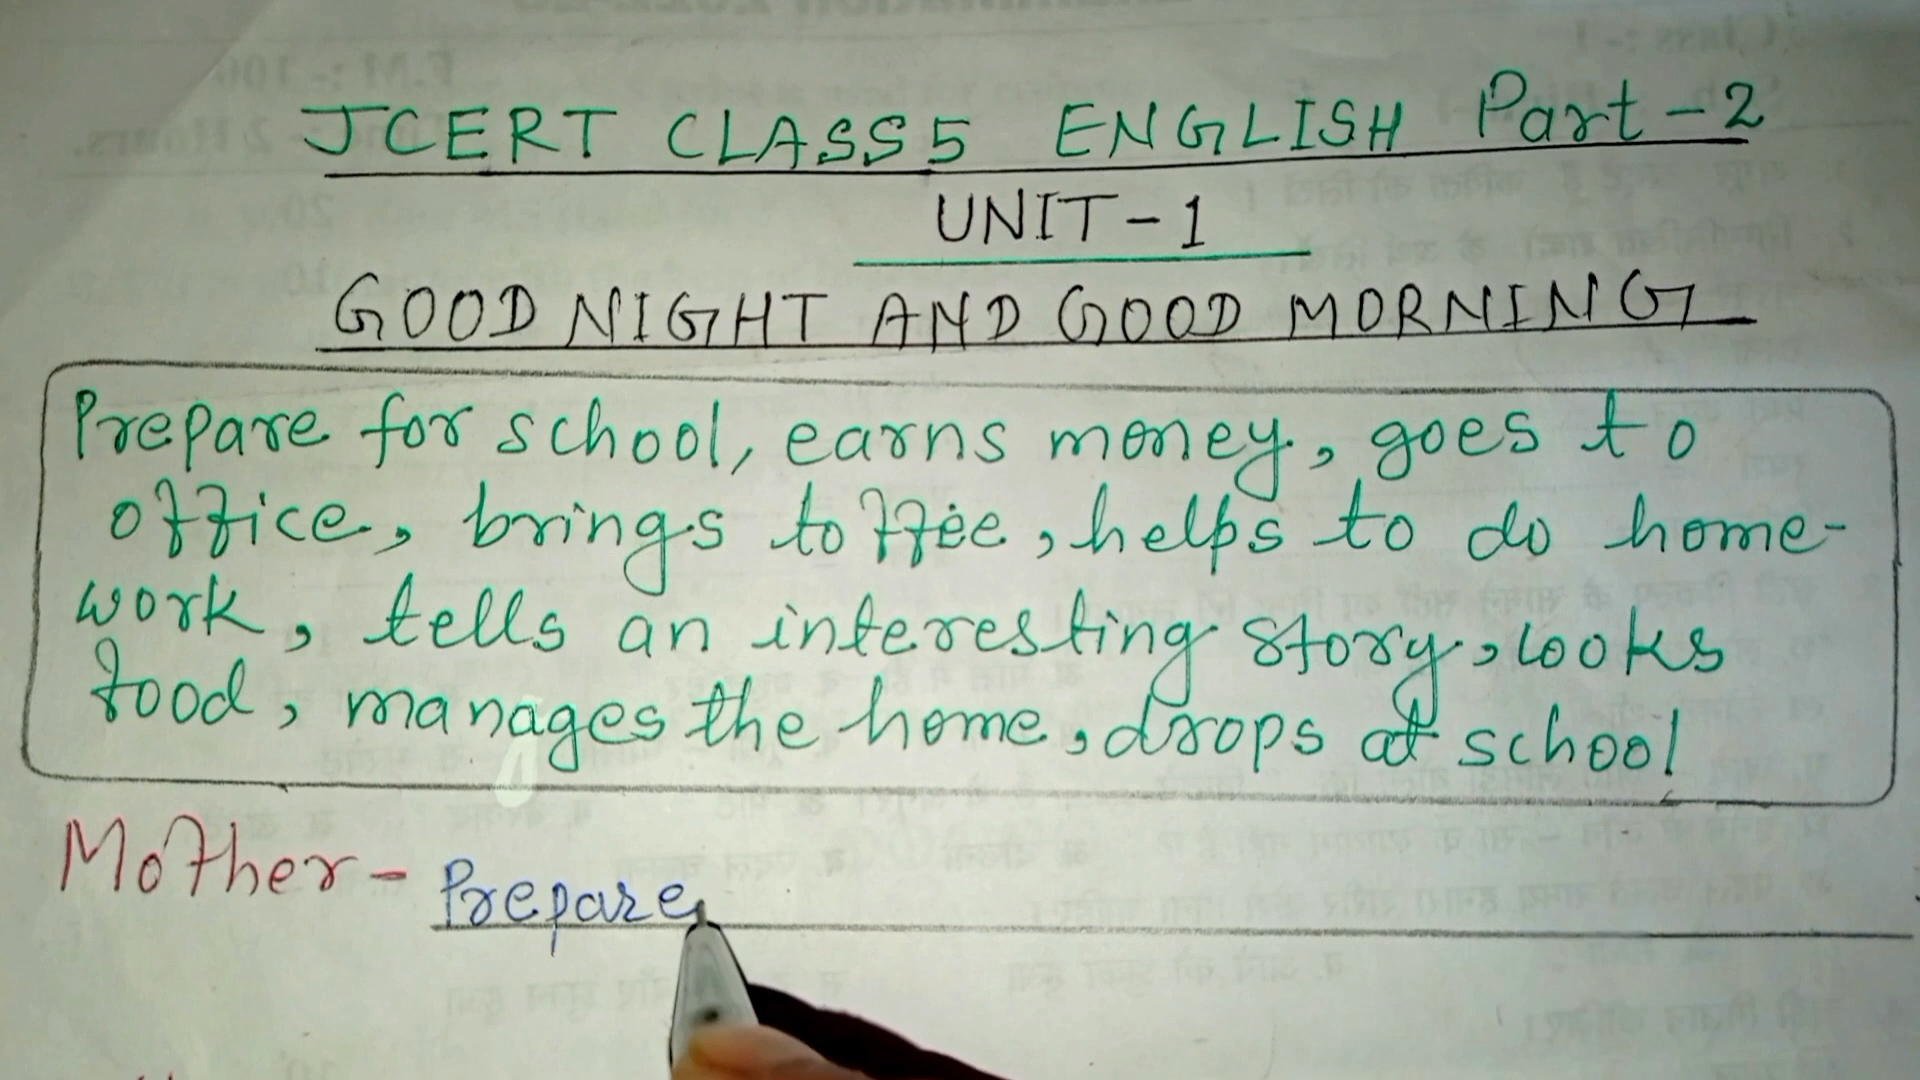 JCERT CLASS 5 ENGLISH Part-2
UNIT-1
GOOD NIGHT AND GOOD MORNING
Prepare for school, earns money, goes to
office, brings toffee, helps to do home-
work, tells an interesting story, looks
food, manages the home, drops at school
Mother- Prepare